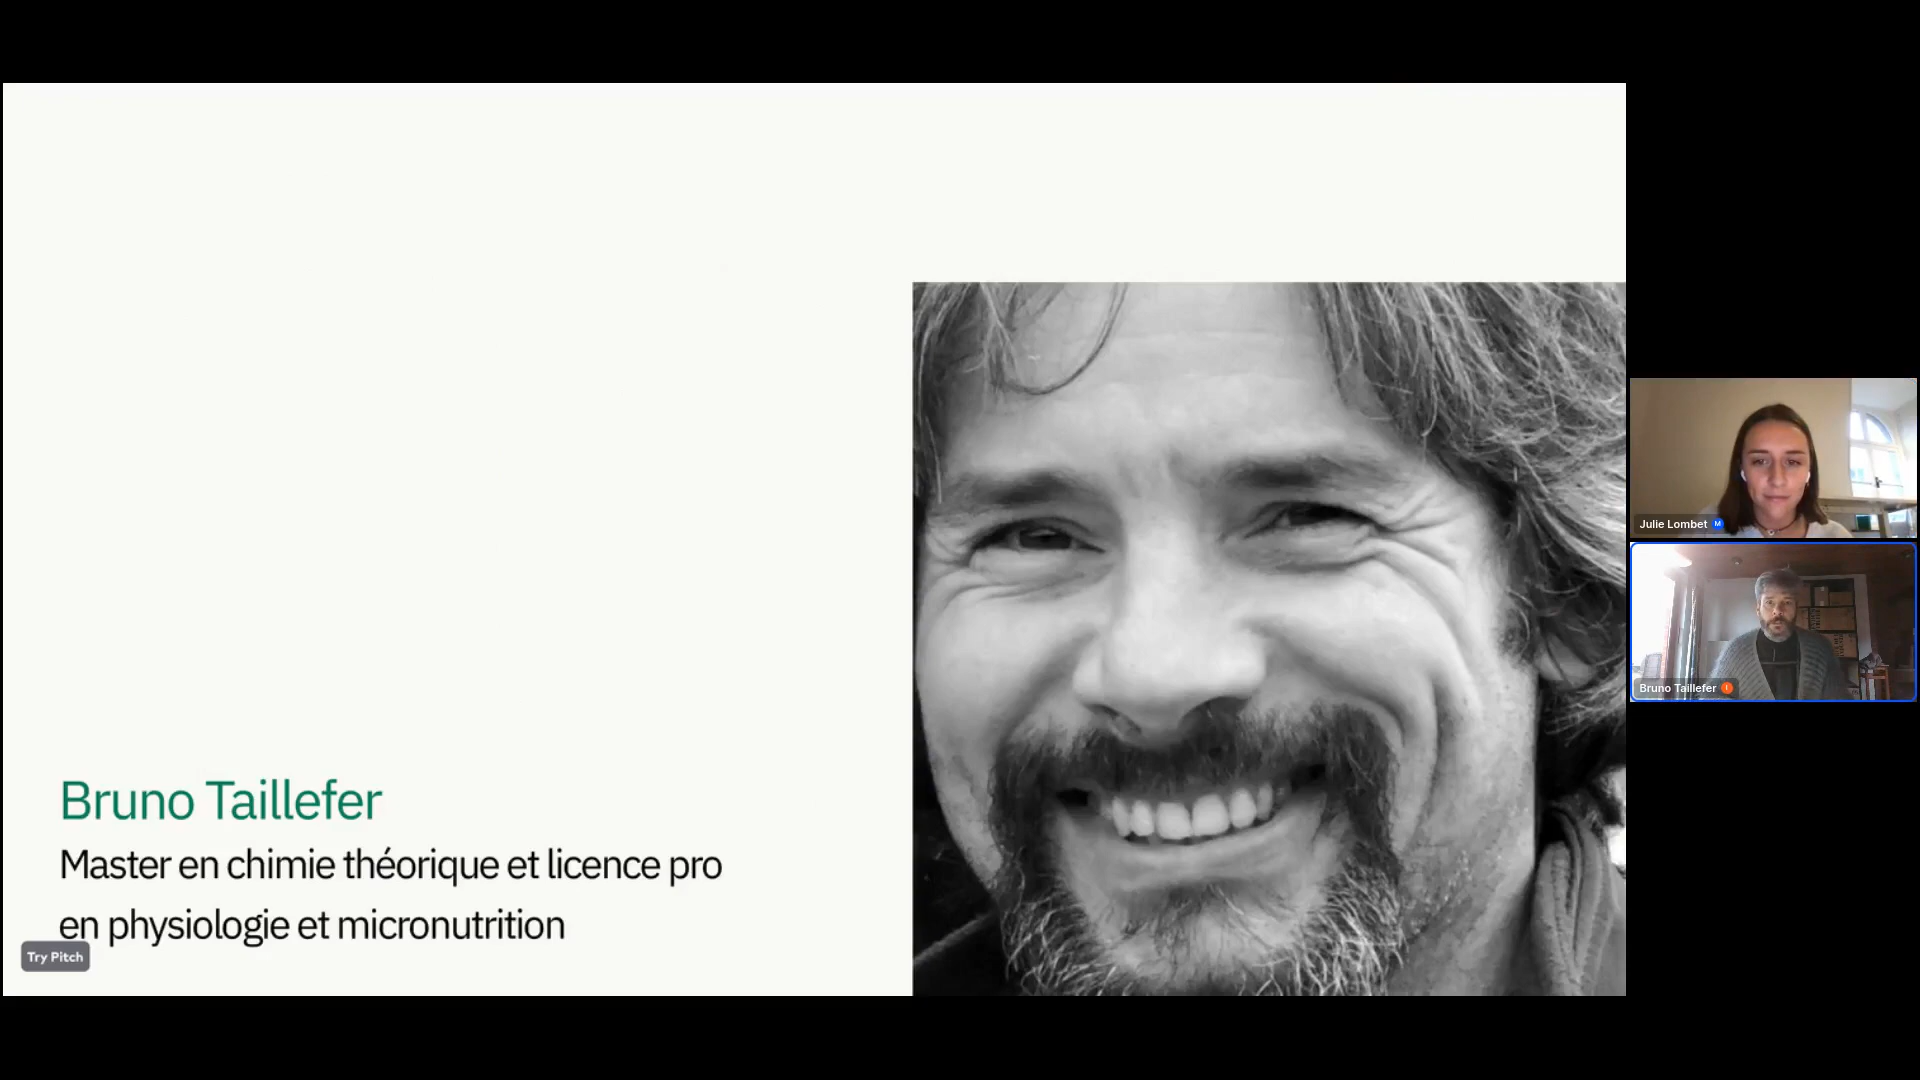 Bruno Taillefer
Master en chimie théorique et licence pro
en physiologie et micronutrition
Try Pitch
Julie Lombet M
Bruno Taillefer